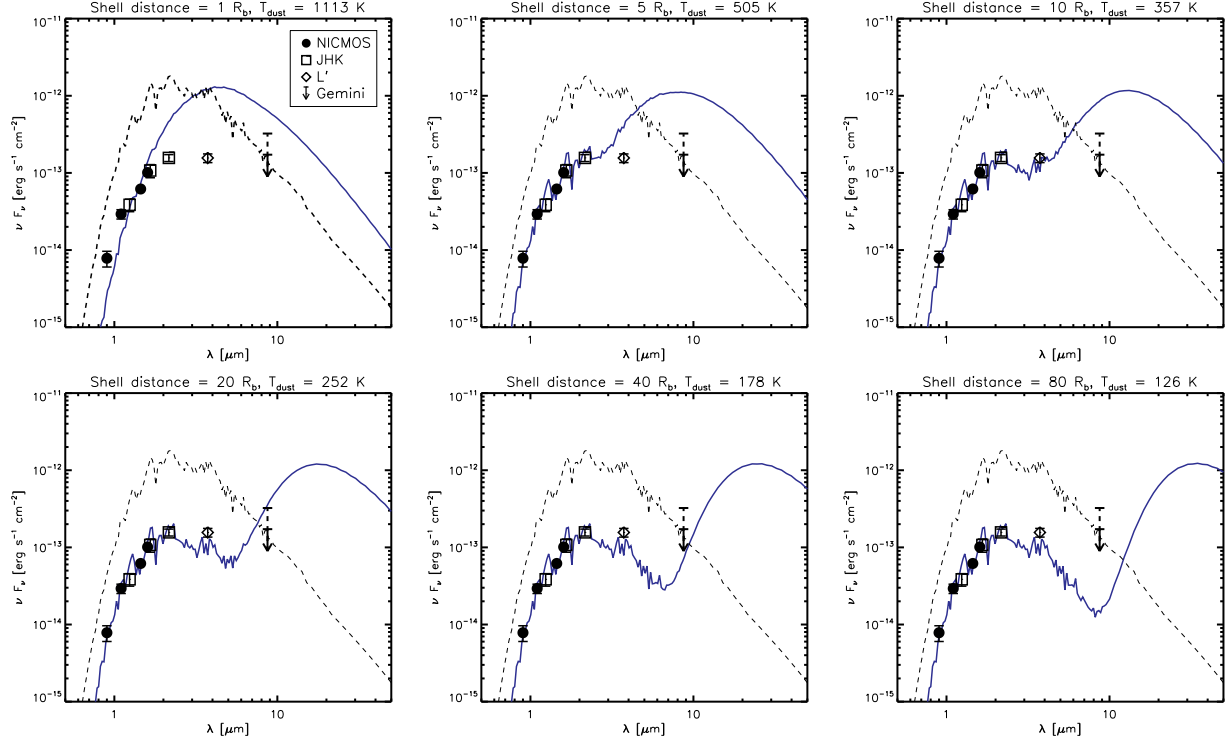 Shell distance = 1 R_b, T_dust = 1113 K
NICMOS
JHK
L'
Gemini
10^-11
10^-12
10^-13
10^-14
10^-15
ν F_ν [erg s^-1 cm^-2]
1
10
λ [μm]
Shell distance = 5 R_b, T_dust = 505 K
10^-11
10^-12
10^-13
10^-14
10^-15
ν F_ν [erg s^-1 cm^-2]
1
10
λ [μm]
Shell distance = 10 R_b, T_dust = 357 K
10^-11
10^-12
10^-13
10^-14
10^-15
ν F_ν [erg s^-1 cm^-2]
1
10
λ [μm]
Shell distance = 20 R_b, T_dust = 252 K
10^-11
10^-12
10^-13
10^-14
10^-15
ν F_ν [erg s^-1 cm^-2]
1
10
λ [μm]
Shell distance = 40 R_b, T_dust = 178 K
10^-11
10^-12
10^-13
10^-14
10^-15
ν F_ν [erg s^-1 cm^-2]
1
10
λ [μm]
Shell distance = 80 R_b, T_dust = 126 K
10^-11
10^-12
10^-13
10^-14
10^-15
ν F_ν [erg s^-1 cm^-2]
1
10
λ [μm]